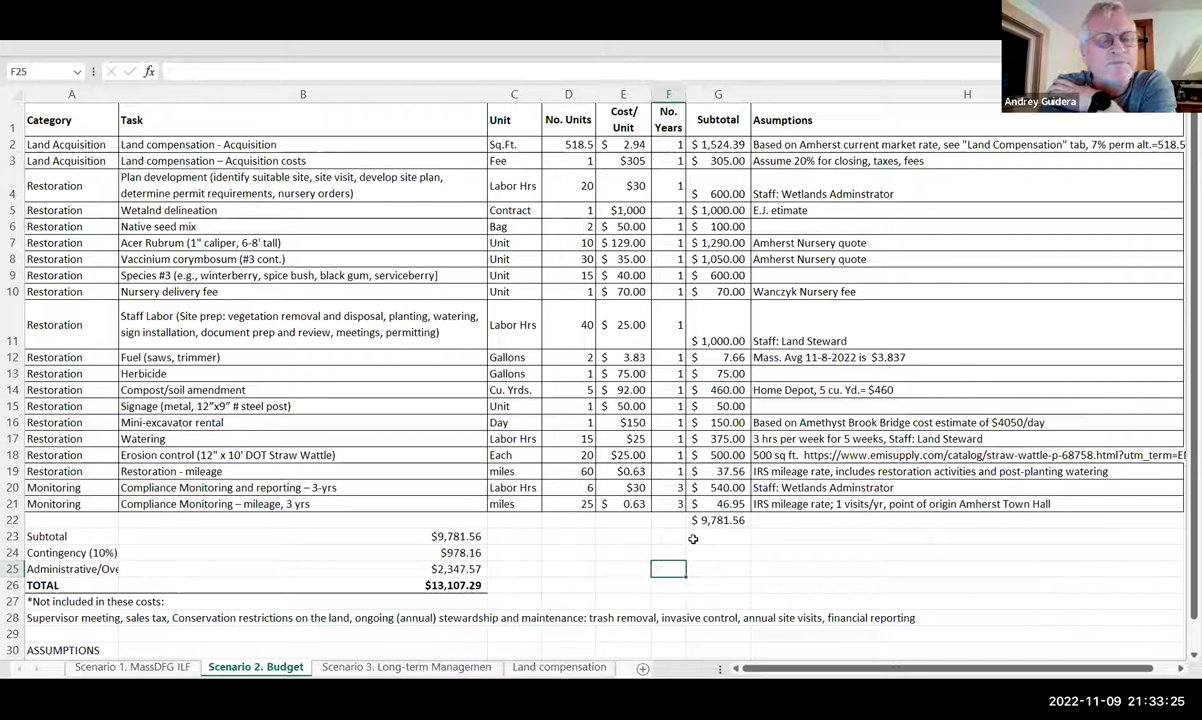 Andrey Guidera
F25
fx
A B C D E F G H
1 Category Task Unit No. Units Cost/ Unit No. Years Subtotal Assumptions
2 Land Acquisition Land compensation - Acquisition Sq.Ft. 518.5 $ 2.94 1 $ 1,524.39 Based on Amherst current market rate, see "Land Compensation" tab, 7% perm alt.=518.5
3 Land Acquisition Land compensation – Acquisition costs Fee 1 $305 1 $ 305.00 Assume 20% for closing, taxes, fees
Plan development (identify suitable site, site visit, develop site plan,
4 Restoration determine permit requirements, nursery orders) Labor Hrs 20 $30 1 $ 600.00 Staff: Wetlands Adminstrator
5 Restoration Wetalnd delineation Contract 1 $1,000 1 $ 1,000.00 E.J. etimate
6 Restoration Native seed mix Bag 2 $ 50.00 1 $ 100.00
7 Restoration Acer Rubrum (1" caliper, 6-8' tall) Unit 10 $ 129.00 1 $ 1,290.00 Amherst Nursery quote
8 Restoration Vaccinium corymbosum (#3 cont.) Unit 30 $ 35.00 1 $ 1,050.00 Amherst Nursery quote
9 Restoration Species #3 (e.g., winterberry, spice bush, black gum, serviceberry] Unit 15 $ 40.00 1 $ 600.00
10 Restoration Nursery delivery fee Unit 1 $ 70.00 1 $ 70.00 Wanczyk Nursery fee
Staff Labor (Site prep: vegetation removal and disposal, planting, watering,
11 Restoration sign installation, document prep and review, meetings, permitting) Labor Hrs 40 $ 25.00 1 $ 1,000.00 Staff: Land Steward
12 Restoration Fuel (saws, trimmer) Gallons 2 $ 3.83 1 $ 7.66 Mass. Avg 11-8-2022 is $3.837
13 Restoration Herbicide Gallons 1 $ 75.00 1 $ 75.00
14 Restoration Compost/soil amendment Cu. Yrds. 5 $ 92.00 1 $ 460.00 Home Depot, 5 cu. Yd.= $460
15 Restoration Signage (metal, 12"x9" # steel post) Unit 1 $ 50.00 1 $ 50.00
16 Restoration Mini-excavator rental Day 1 $150 1 $ 150.00 Based on Amethyst Brook Bridge cost estimate of $4050/day
17 Restoration Watering Labor Hrs 15 $25 1 $ 375.00 3 hrs per week for 5 weeks, Staff: Land Steward
18 Restoration Erosion control (12" x 10' DOT Straw Wattle) Each 20 $25.00 1 $ 500.00 500 sq ft. https://www.emisupply.com/catalog/straw-wattle-p-68758.html?utm_term=E
19 Restoration Restoration - mileage miles 60 $0.63 1 $ 37.56 IRS mileage rate, includes restoration activities and post-planting watering
20 Monitoring Compliance Monitoring and reporting – 3-yrs Labor Hrs 6 $30 3 $ 540.00 Staff: Wetlands Adminstrator
21 Monitoring Compliance Monitoring – mileage, 3 yrs miles 25 $ 0.63 3 $ 46.95 IRS mileage rate; 1 visits/yr, point of origin Amherst Town Hall
22 $ 9,781.56
23 Subtotal $9,781.56
24 Contingency (10%) $978.16
25 Administrative/Ove $2,347.57
26 TOTAL $13,107.29
27 *Not included in these costs:
28 Supervisor meeting, sales tax, Conservation restrictions on the land, ongoing (annual) stewardship and maintenance: trash removal, invasive control, annual site visits, financial reporting
29
30 ASSUMPTIONS
Scenario 1. MassDFG ILF Scenario 2. Budget Scenario 3. Long-term Managemen Land compensation
2022-11-09 21:33:25